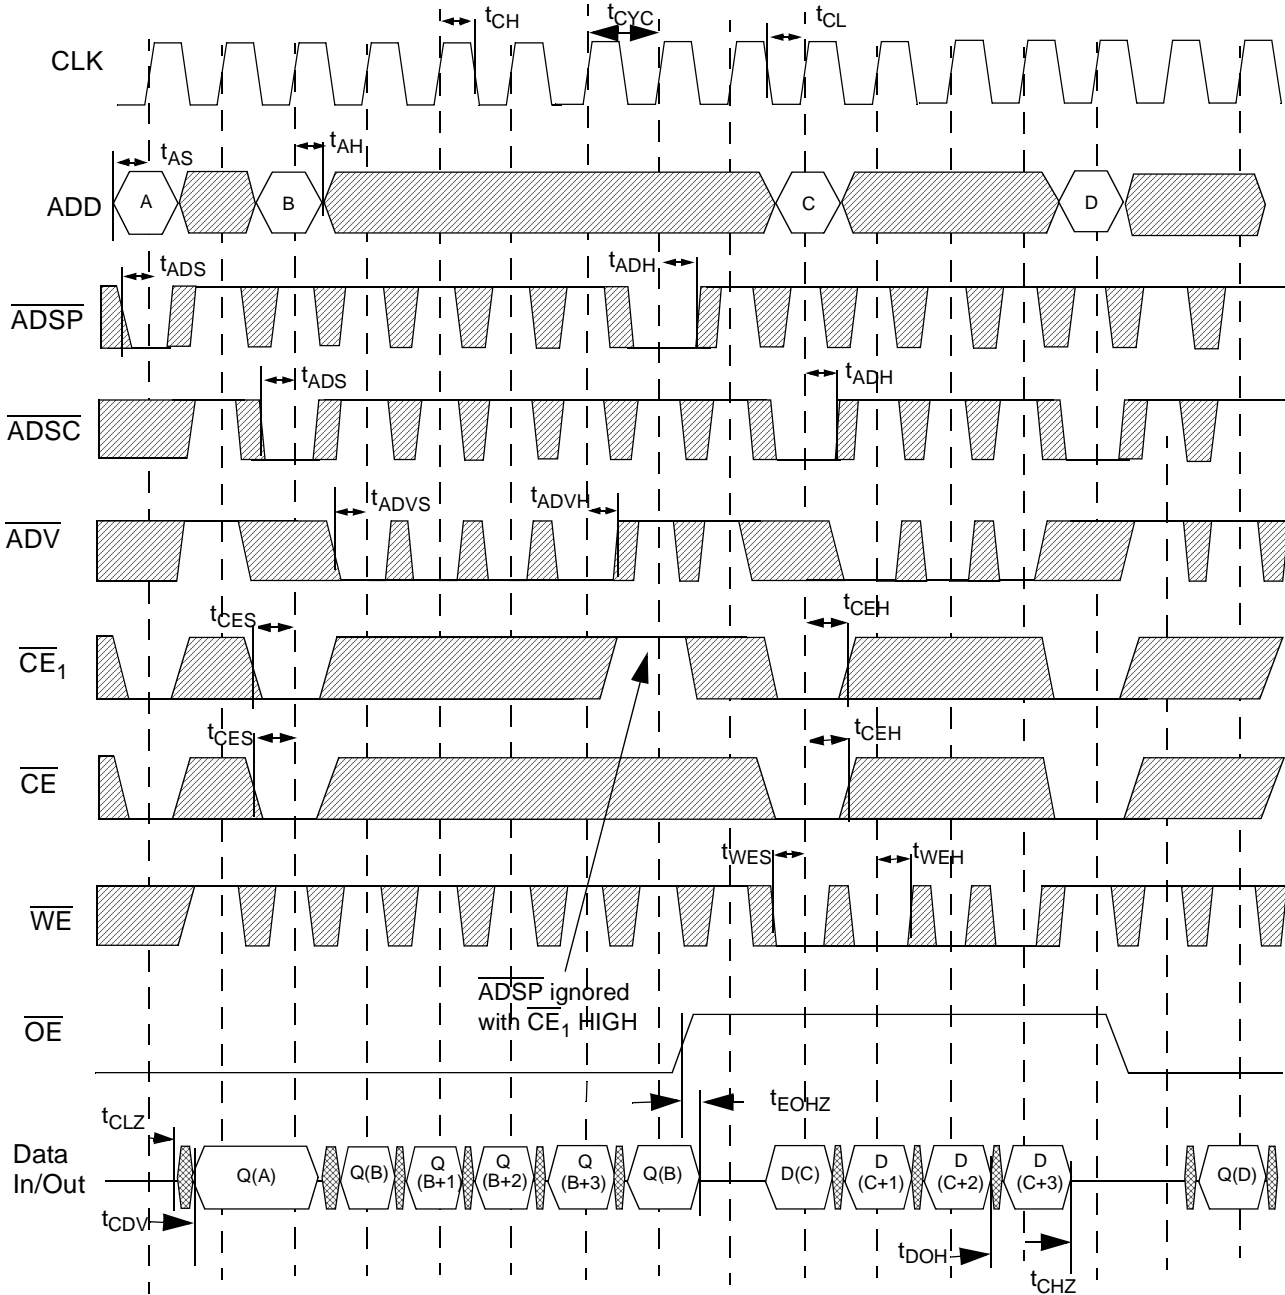 tCH
tCYC
tCL
CLK
tAS
tAH
ADD
A
B
C
D
tADS
tADH
ADSP
tADS
tADH
ADSC
tADVS
tADVH
ADV
tCES
tCEH
CE1
tCES
tCEH
CE
tWES
tWEH
WE
ADSP ignored
with CE1 HIGH
OE
tCLZ
tEOHZ
Data
In/Out
Q(A)
Q(B)
Q
(B+1)
Q
(B+2)
Q
(B+3)
Q(B)
D(C)
D
(C+1)
D
(C+2)
D
(C+3)
Q(D)
tCDV
tDOH
tCHZ